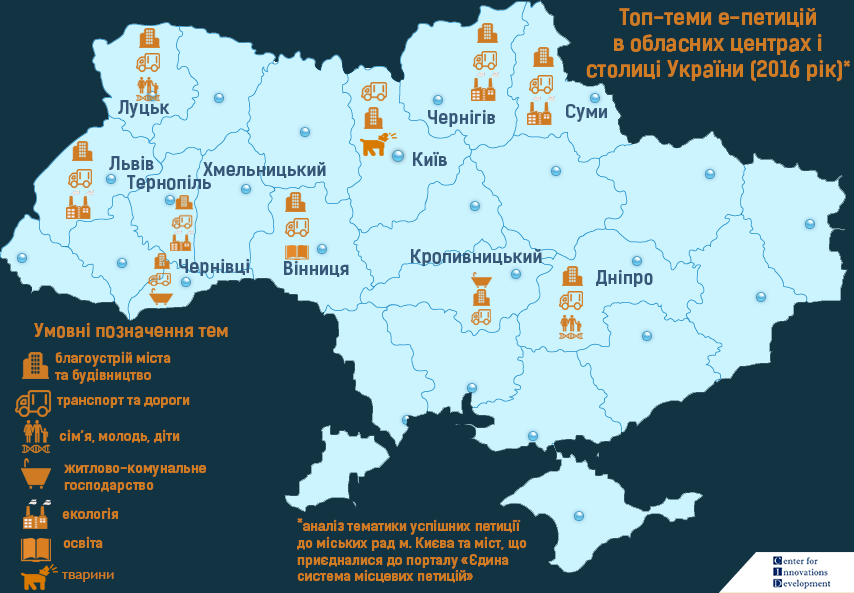 Топ-теми е-петицій
в обласних центрах і
столиці України (2016 рік)*
Луцьк
Чернігів
Суми
Львів
Тернопіль
Хмельницький
Київ
Чернівці
Вінниця
Кропивницький
Дніпро
Умовні позначення тем
благоустрій міста
та будівництво
транспорт та дороги
сім'я, молодь, діти
житлово-комунальне
господарство
екологія
освіта
тварини
*аналіз тематики успішних петиції
до міських рад м. Києва та міст, що
приєдналися до порталу «Єдина
система місцевих петицій»
Center for
Innovations
Development